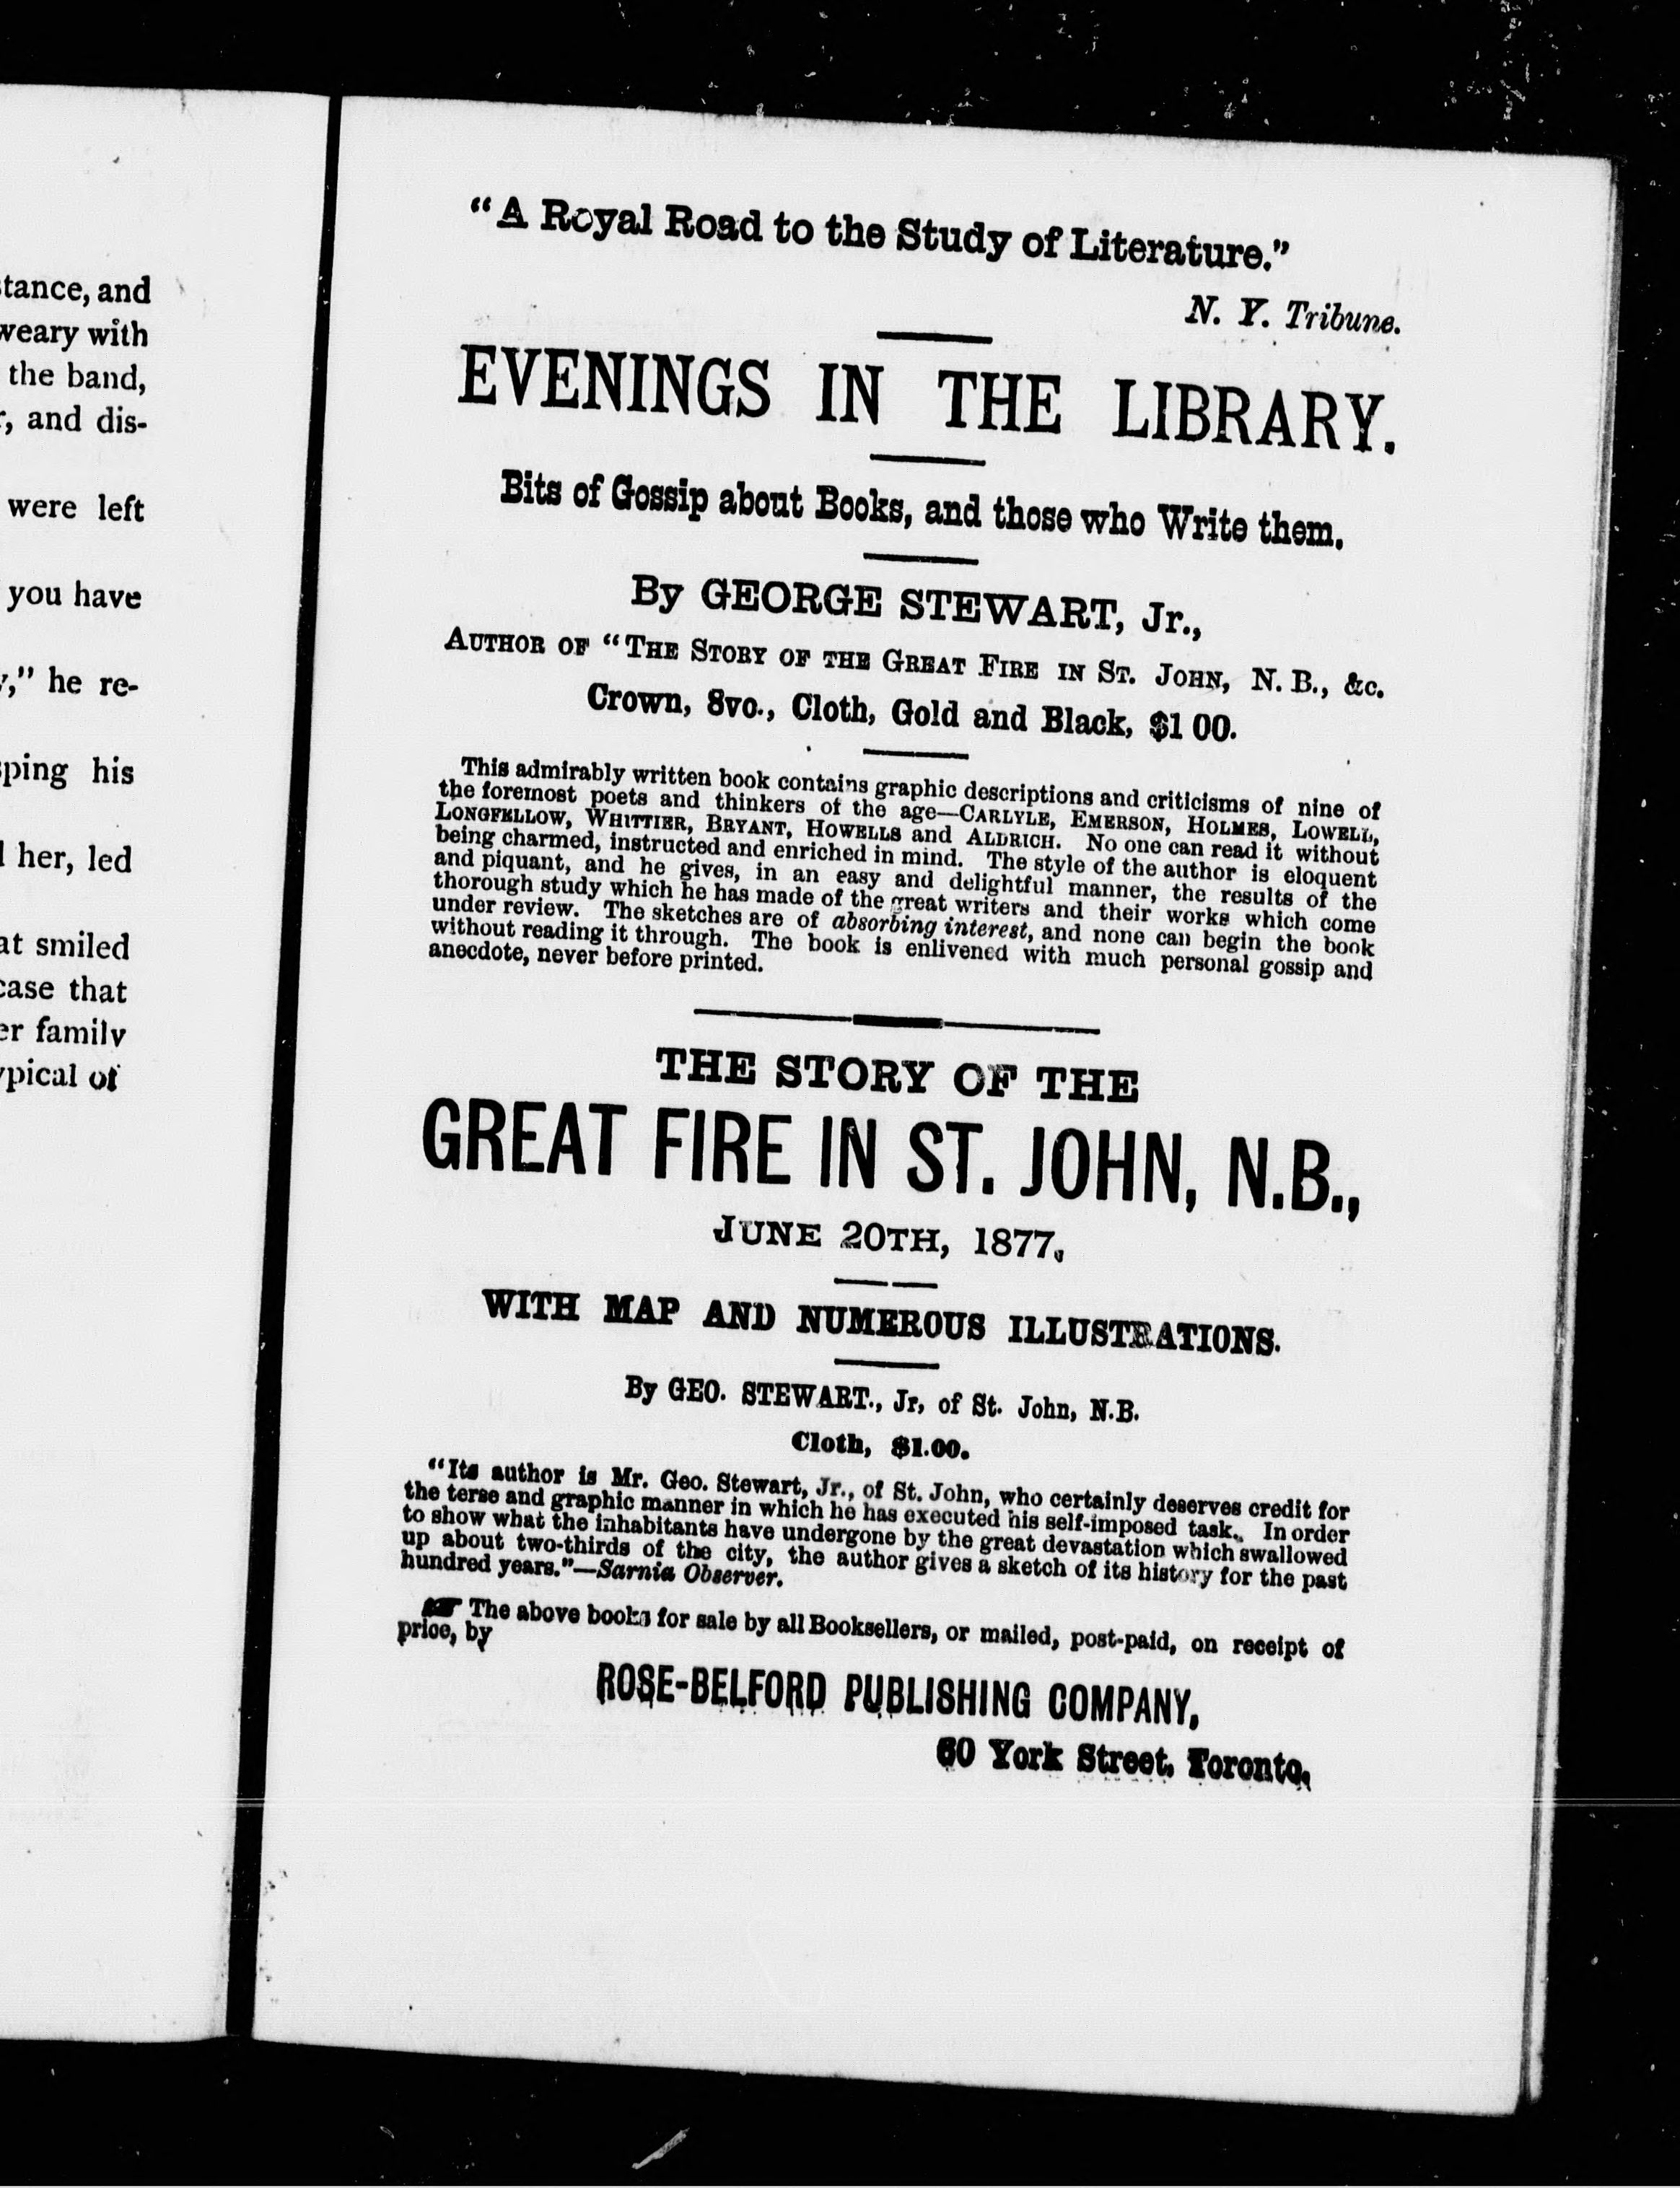 tance, and
weary with
the band,
, and dis-
were left
you have
," he re-
ping his
her, led
at smiled
case that
er family
pical of
"A Royal Road to the Study of Literature."
N. Y. Tribune.
EVENINGS IN THE LIBRARY.
Bits of Gossip about Books, and those who Write them.
By GEORGE STEWART, Jr.,
AUTHOR OF "THE STORY OF THE GREAT FIRE IN ST. JOHN, N. B., &c.
Crown, 8vo., Cloth, Gold and Black, $1 00.
This admirably written book contains graphic descriptions and criticisms of nine of
the foremost poets and thinkers of the age—CARLYLE, EMERSON, HOLMES, LOWELL,
LONGFELLOW, WHITTIER, BRYANT, HOWELLS and ALDRICH. No one can read it without
being charmed, instructed and enriched in mind. The style of the author is eloquent
and piquant, and he gives, in an easy and delightful manner, the results of the
thorough study which he has made of the great writers and their works which come
under review. The sketches are of absorbing interest, and none can begin the book
without reading it through. The book is enlivened with much personal gossip and
anecdote, never before printed.
THE STORY OF THE
GREAT FIRE IN ST. JOHN, N.B.,
JUNE 20TH, 1877,
WITH MAP AND NUMEROUS ILLUSTRATIONS.
By GEO. STEWART., Jr, of St. John, N.B.
Cloth, $1.00.
"Its author is Mr. Geo. Stewart, Jr., of St. John, who certainly deserves credit for
the terse and graphic manner in which he has executed his self-imposed task. In order
to show what the inhabitants have undergone by the great devastation which swallowed
up about two-thirds of the city, the author gives a sketch of its history for the past
hundred years."—Sarnia Observer.
☛ The above books for sale by all Booksellers, or mailed, post-paid, on receipt of
price, by
ROSE-BELFORD PUBLISHING COMPANY,
60 York Street, Toronto.